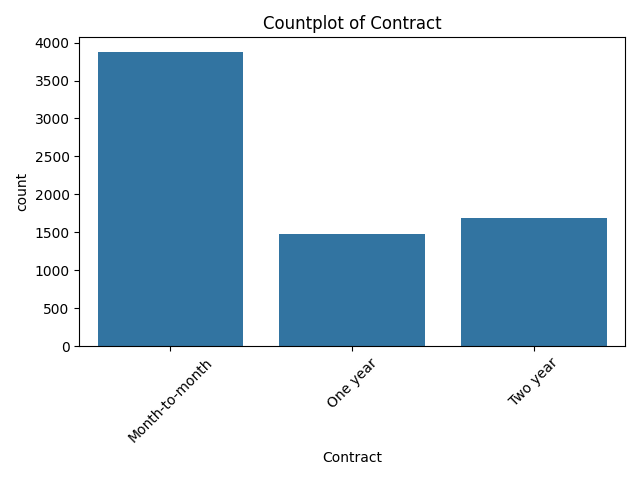 Countplot of Contract
4000
3500
3000
2500
2000
1500
1000
500
0
count
Month-to-month
One year
Two year
Contract